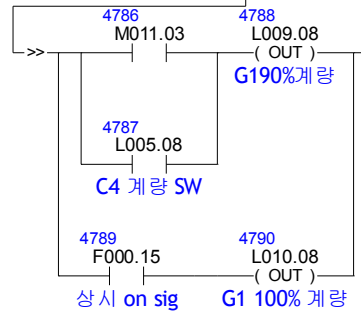 4786 4788
M011.03 L009.08
>> ( OUT )
G190%계량
4787
L005.08
C4 계량 SW
4789 4790
F000.15 L010.08
( OUT )
상시 on sig G1 100% 계량